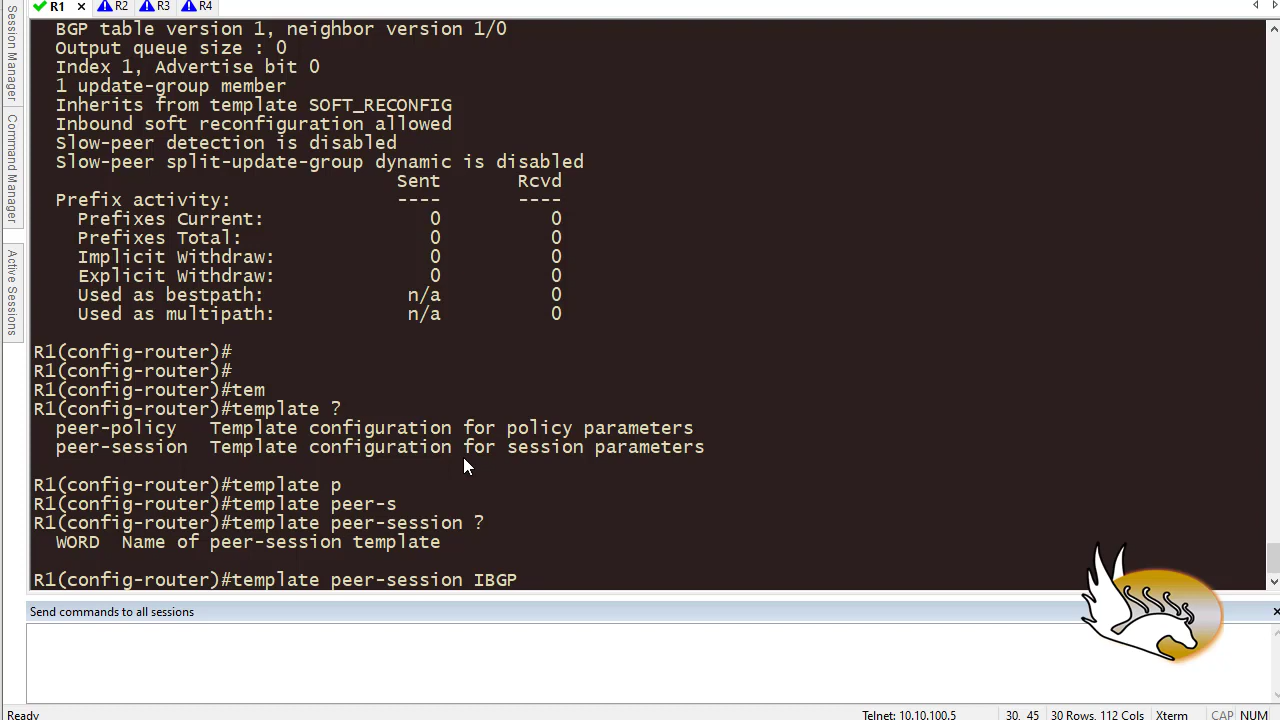 R1 × R2 R3 R4
Session Manager
Command Manager
Active Sessions
BGP table version 1, neighbor version 1/0
Output queue size : 0
Index 1, Advertise bit 0
1 update-group member
Inherits from template SOFT_RECONFIG
Inbound soft reconfiguration allowed
Slow-peer detection is disabled
Slow-peer split-update-group dynamic is disabled
Sent Rcvd
Prefix activity: ---- ----
Prefixes Current: 0 0
Prefixes Total: 0 0
Implicit Withdraw: 0 0
Explicit Withdraw: 0 0
Used as bestpath: n/a 0
Used as multipath: n/a 0
R1(config-router)#
R1(config-router)#
R1(config-router)#tem
R1(config-router)#template ?
peer-policy Template configuration for policy parameters
peer-session Template configuration for session parameters
R1(config-router)#template p
R1(config-router)#template peer-s
R1(config-router)#template peer-session ?
WORD Name of peer-session template
R1(config-router)#template peer-session IBGP
Send commands to all sessions
Ready Telnet: 10.10.100.5 30, 45 30 Rows, 112 Cols Xterm CAP NUM